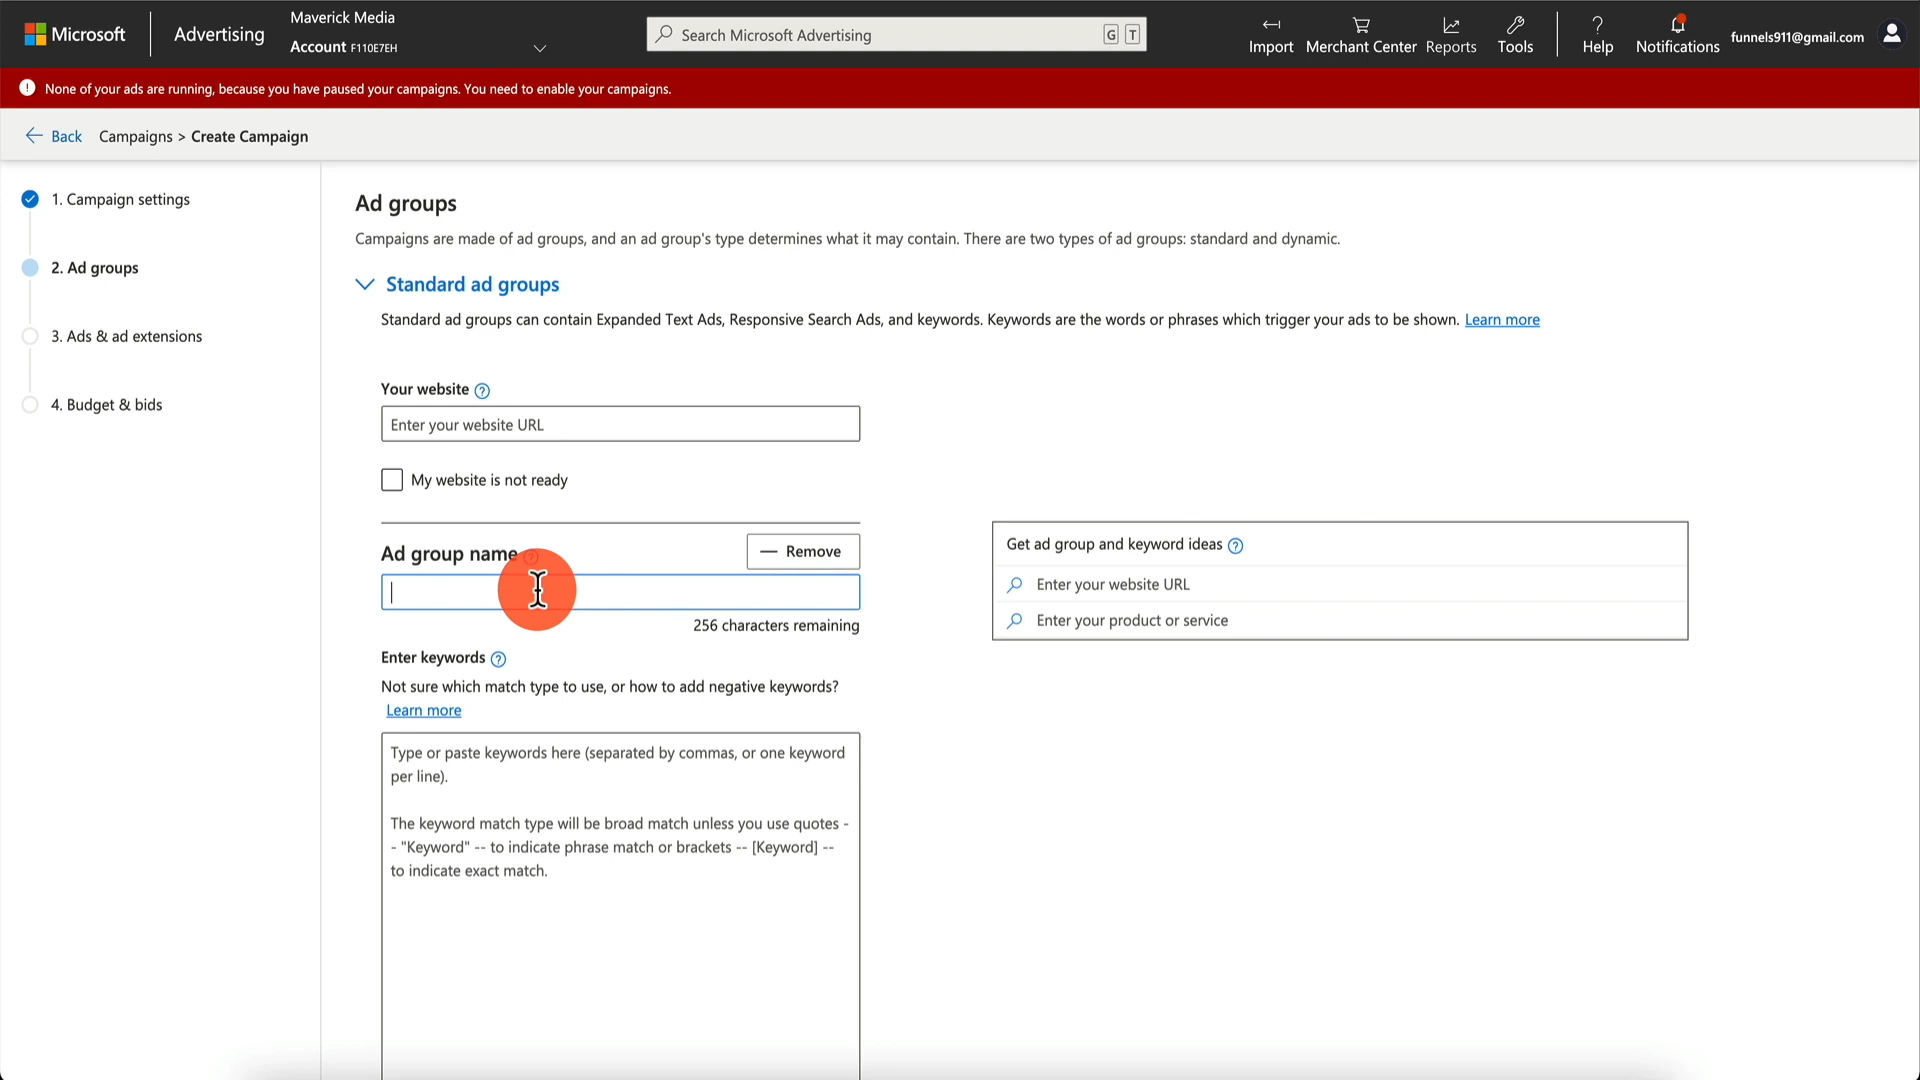 Microsoft
Advertising
Maverick Media
Account F110E7EH
Search Microsoft Advertising
G T
Import
Merchant Center
Reports
Tools
Help
Notifications
funnels911@gmail.com
None of your ads are running, because you have paused your campaigns. You need to enable your campaigns.
Back
Campaigns > Create Campaign
1. Campaign settings
2. Ad groups
3. Ads & ad extensions
4. Budget & bids
Ad groups
Campaigns are made of ad groups, and an ad group's type determines what it may contain. There are two types of ad groups: standard and dynamic.
Standard ad groups
Standard ad groups can contain Expanded Text Ads, Responsive Search Ads, and keywords. Keywords are the words or phrases which trigger your ads to be shown. Learn more
Your website ?
Enter your website URL
My website is not ready
Ad group name
Remove
256 characters remaining
Enter keywords ?
Not sure which match type to use, or how to add negative keywords?
Learn more
Type or paste keywords here (separated by commas, or one keyword
per line).
The keyword match type will be broad match unless you use quotes -
- "Keyword" -- to indicate phrase match or brackets -- [Keyword] --
to indicate exact match.
Get ad group and keyword ideas ?
Enter your website URL
Enter your product or service